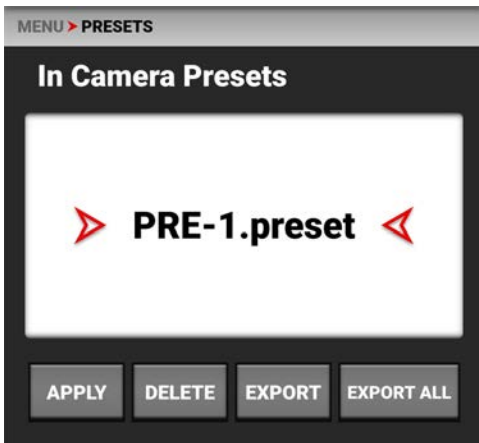 MENU > PRESETS
In Camera Presets
PRE-1.preset
APPLY DELETE EXPORT EXPORT ALL